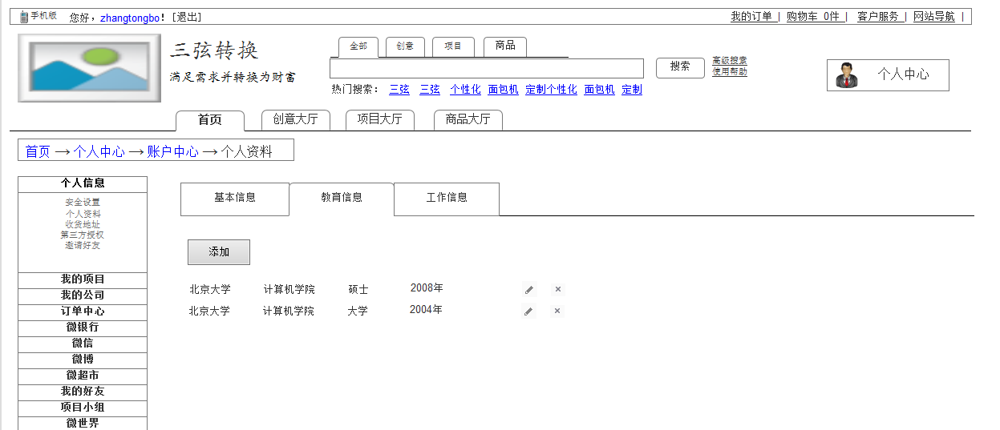 手机版 您好，zhangtongbo！[退出] 我的订单 | 购物车 0件 | 客户服务 | 网站导航 |
三弦转换
满足需求并转换为财富
全部 创意 项目 商品
搜索
高级搜索
使用帮助
热门搜索： 三弦 三弦 个性化 面包机 定制个性化 面包机 定制
个人中心
首页 创意大厅 项目大厅 商品大厅
首页 → 个人中心 → 账户中心 → 个人资料
个人信息
安全设置
个人资料
收货地址
第三方授权
邀请好友
我的项目
我的公司
订单中心
微银行
微信
微博
微超市
我的好友
项目小组
微世界
基本信息 教育信息 工作信息
添加
北京大学 计算机学院 硕士 2008年
北京大学 计算机学院 大学 2004年